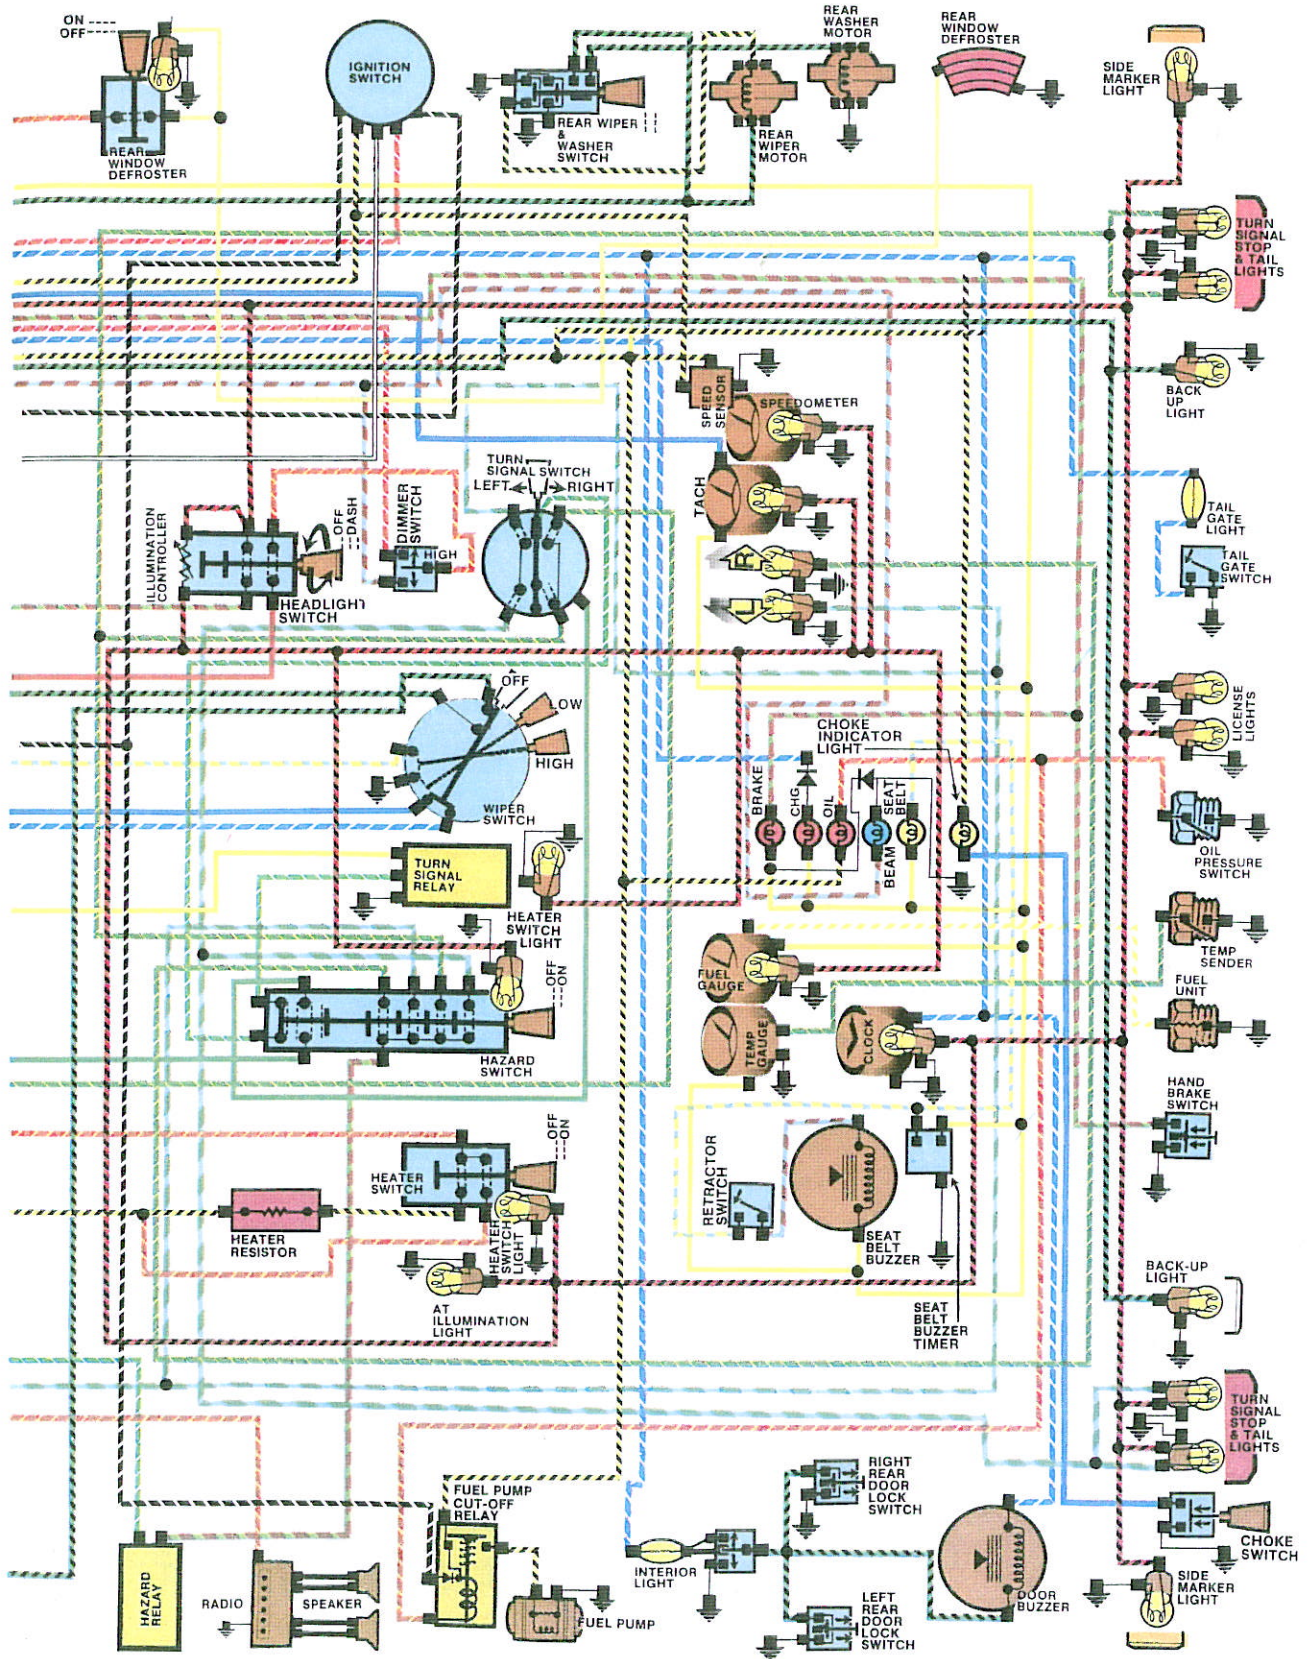 ON
OFF
REAR
WINDOW
DEFROSTER
IGNITION
SWITCH
REAR WIPER
&
WASHER
SWITCH
REAR
WIPER
MOTOR
REAR
WASHER
MOTOR
REAR
WINDOW
DEFROSTER
SIDE
MARKER
LIGHT
TURN
SIGNAL
STOP
& TAIL
LIGHTS
BACK
UP
LIGHT
SPEED
SENSOR
SPEEDOMETER
TACH
R
L
TURN
SIGNAL SWITCH
LEFT
RIGHT
ILLUMINATION
CONTROLLER
OFF
DASH
HEADLIGHT
SWITCH
DIMMER
SWITCH
HIGH
TAIL
GATE
LIGHT
TAIL
GATE
SWITCH
LICENSE
LIGHTS
OFF
LOW
HIGH
WIPER
SWITCH
CHOKE
INDICATOR
LIGHT
BRAKE
CHG
OIL
BEAM
SEAT
BELT
OIL
PRESSURE
SWITCH
TURN
SIGNAL
RELAY
HEATER
SWITCH
LIGHT
TEMP
SENDER
FUEL
GAUGE
FUEL
UNIT
OFF
ON
HAZARD
SWITCH
TEMP
GAUGE
CLOCK
HAND
BRAKE
SWITCH
OFF
ON
HEATER
SWITCH
HEATER
SWITCH
LIGHT
HEATER
RESISTOR
RETRACTOR
SWITCH
SEAT
BELT
BUZZER
SEAT
BELT
BUZZER
TIMER
AT
ILLUMINATION
LIGHT
BACK-UP
LIGHT
TURN
SIGNAL
STOP
& TAIL
LIGHTS
FUEL PUMP
CUT-OFF
RELAY
RIGHT
REAR
DOOR
LOCK
SWITCH
CHOKE
SWITCH
HAZARD
RELAY
RADIO
SPEAKER
FUEL PUMP
INTERIOR
LIGHT
LEFT
REAR
DOOR
LOCK
SWITCH
DOOR
BUZZER
SIDE
MARKER
LIGHT